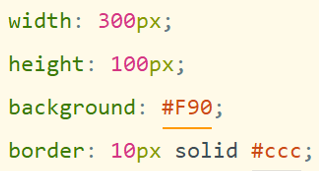 width: 300px;
height: 100px;
background: #F90;
border: 10px solid #ccc;